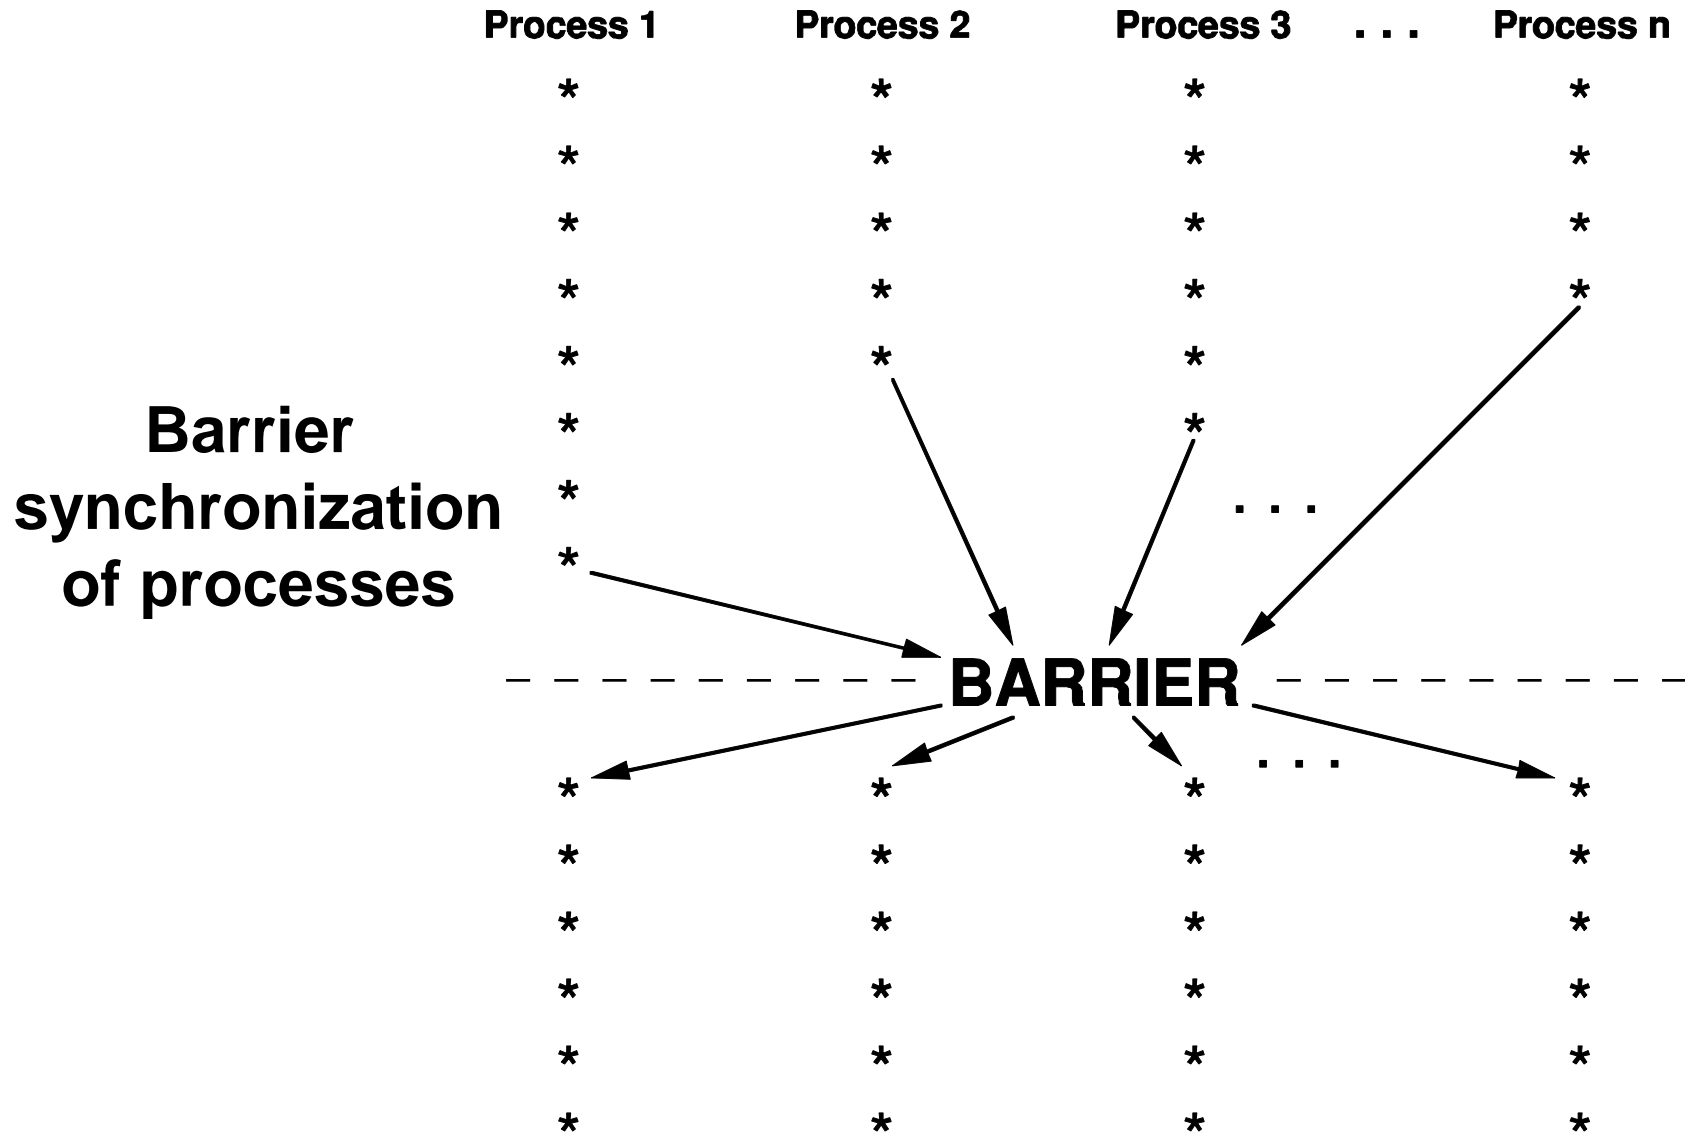 Process 1 Process 2 Process 3 . . . Process n
* * * *
* * * *
* * * *
* * * *
* * *
* *
Barrier
synchronization
of processes
*
. . .
*
BARRIER
. . .
* * * *
* * * *
* * * *
* * * *
* * * *
* * * *